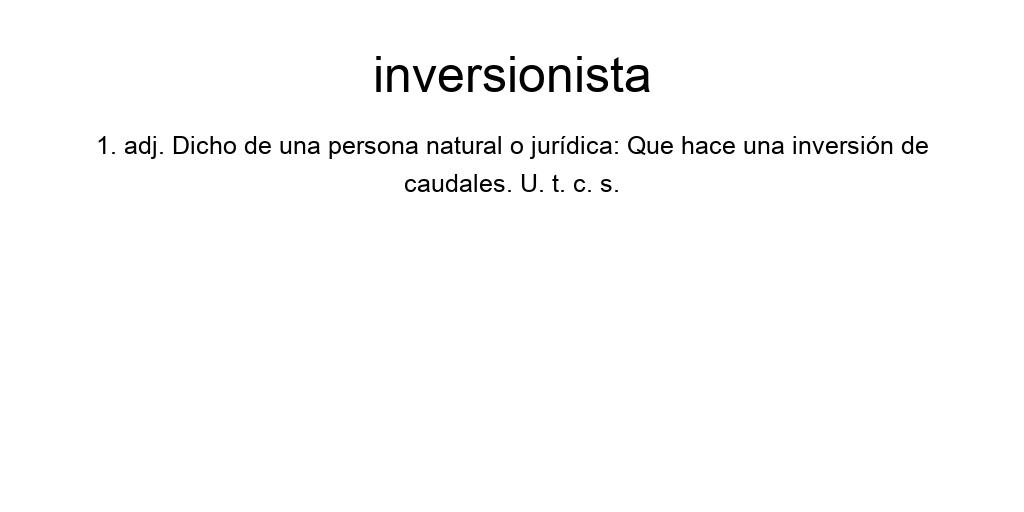 inversionista
1. adj. Dicho de una persona natural o jurídica: Que hace una inversión de
caudales. U. t. c. s.